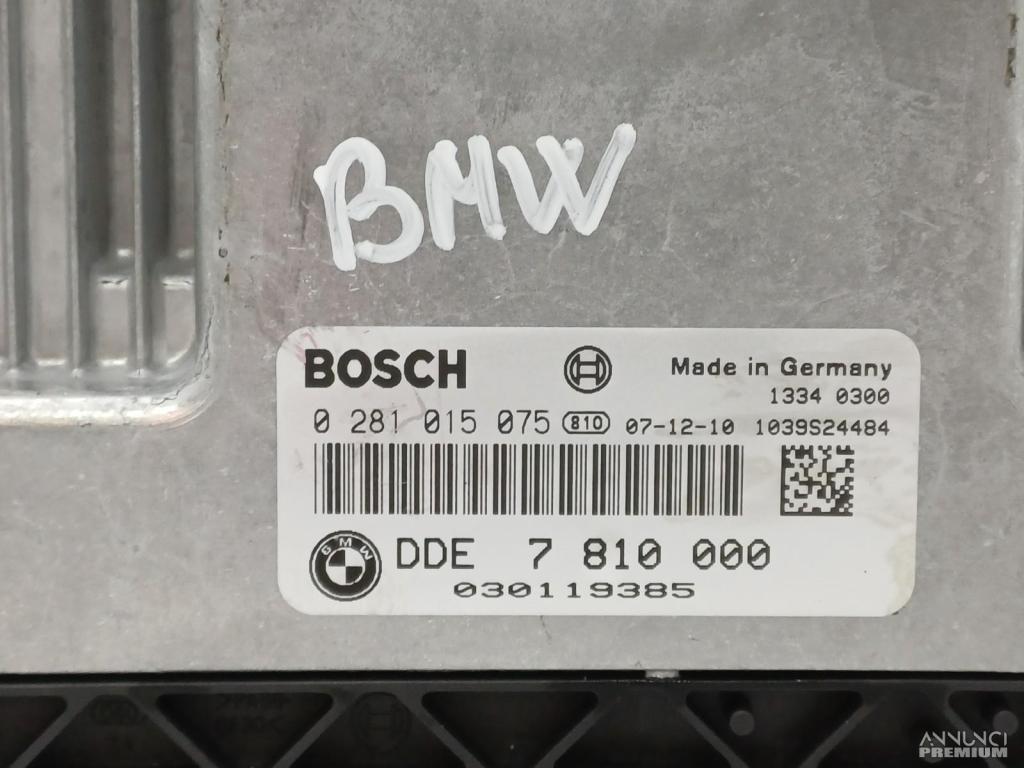 BMW
BOSCH
Made in Germany
1334 0300
0 281 015 075 810 07-12-10 1039S24484
BMW DDE 7 810 000
030119385
ANNUNCI
PREMIUM